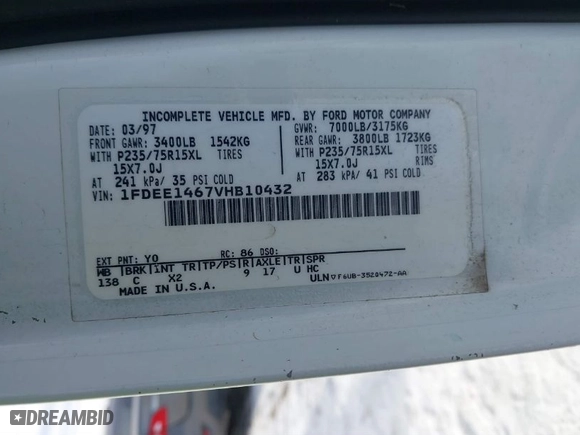 INCOMPLETE VEHICLE MFD. BY FORD MOTOR COMPANY
DATE: 03/97 GVWR: 7000LB/3175KG
FRONT GAWR: 3400LB 1542KG REAR GAWR: 3800LB 1723KG
WITH P235/75R15XL TIRES WITH P235/75R15XL TIRES
15X7.0J 15X7.0J RIMS
AT 241 kPa/ 35 PSI COLD AT 283 kPa/ 41 PSI COLD
VIN: 1FDEE1467VHB10432
EXT PNT: YO RC: 86 DSO:
WB |BRK|INT TR|TP/PS|R|AXLE|TR|SPR
138 C X2 9 17 U HC
MADE IN U.S.A. ULN▽F6UB-3520472-AA
DREAMBID